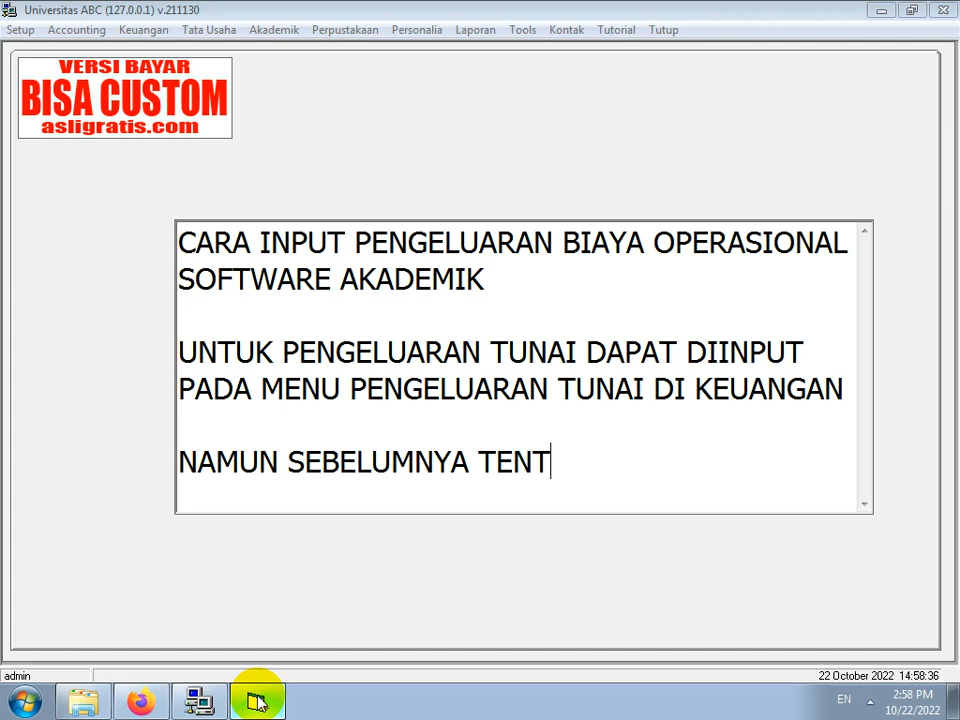 Universitas ABC (127.0.0.1) v.211130
Setup Accounting Keuangan Tata Usaha Akademik Perpustakaan Personalia Laporan Tools Kontak Tutorial Tutup
VERSI BAYAR
BISA CUSTOM
asligratis.com
CARA INPUT PENGELUARAN BIAYA OPERASIONAL
SOFTWARE AKADEMIK
UNTUK PENGELUARAN TUNAI DAPAT DIINPUT
PADA MENU PENGELUARAN TUNAI DI KEUANGAN
NAMUN SEBELUMNYA TENT
admin
22 October 2022 14:58:36
EN
2:58 PM
10/22/2022